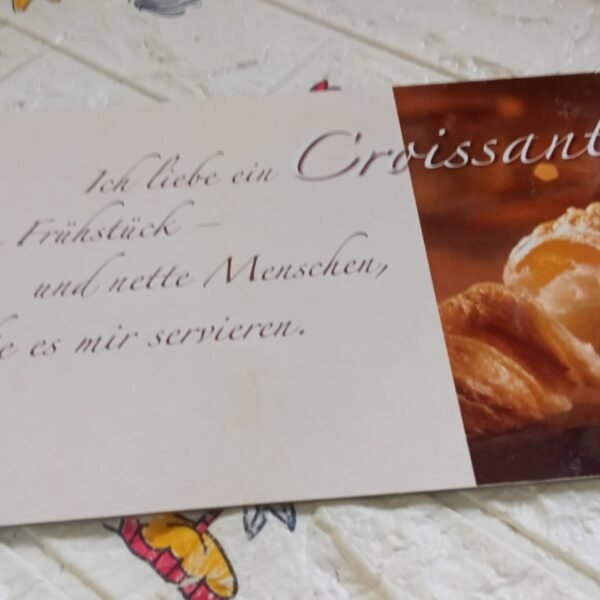 Ich liebe ein Croissant
Frühstück –
und nette Menschen,
es mir servieren.